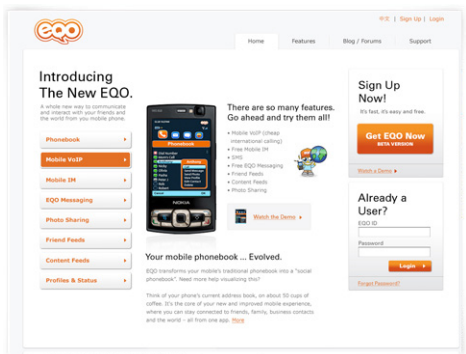 eqo
中文 | Sign Up | Login
Home Features Blog / Forums Support
Introducing
The New EQO.
A whole new way to communicate
and interact with your friends and
the world from you mobile phone.
Phonebook
Mobile VoIP
Mobile IM
EQO Messaging
Photo Sharing
Friend Feeds
Content Feeds
Profiles & Status
Phonebook
NOKIA
There are so many features.
Go ahead and try them all!
• Mobile VoIP (cheap
international calling)
• Free Mobile IM
• SMS
• Free EQO Messaging
• Friend Feeds
• Content Feeds
• Photo Sharing
Watch the Demo
Your mobile phonebook ... Evolved.
EQO transforms your mobile's traditional phonebook into a "social
phonebook". Need more help visualizing this?
Think of your phone's current address book, on about 50 cups of
coffee. It's the core of your new and improved mobile experience,
where you can stay connected to friends, family, business contacts
and the world – all from one app. More
Sign Up
Now!
It's fast, it's easy and free.
Get EQO Now
BETA VERSION
Watch a Demo
Already a
User?
EQO ID
Password
Login
Forgot Password?